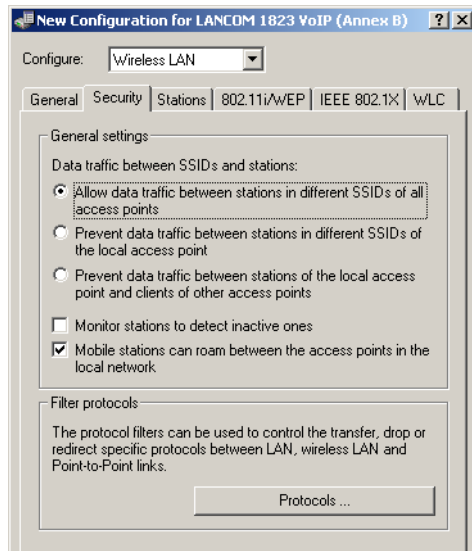 New Configuration for LANCOM 1823 VoIP (Annex B)
Configure: Wireless LAN
General Security Stations 802.11i/WEP IEEE 802.1X WLC
General settings
Data traffic between SSIDs and stations:
Allow data traffic between stations in different SSIDs of all
access points
Prevent data traffic between stations in different SSIDs of
the local access point
Prevent data traffic between stations of the local access
point and clients of other access points
Monitor stations to detect inactive ones
Mobile stations can roam between the access points in the
local network
Filter protocols
The protocol filters can be used to control the transfer, drop or
redirect specific protocols between LAN, wireless LAN and
Point-to-Point links.
Protocols ...